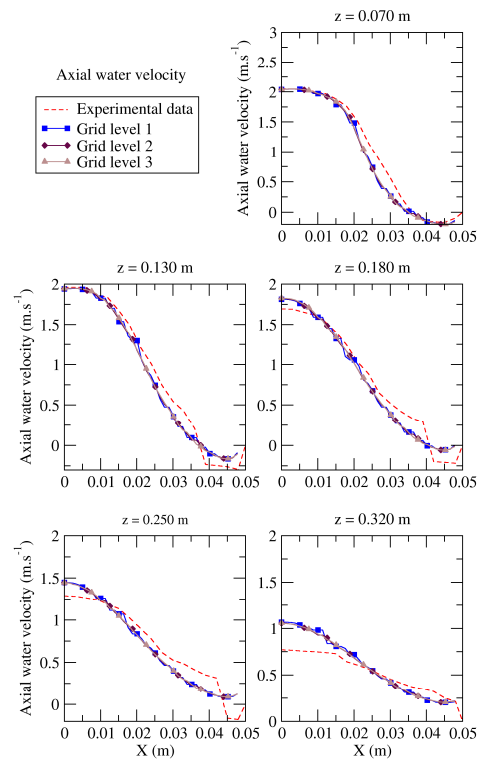 z = 0.070 m
Axial water velocity
Experimental data
Grid level 1
Grid level 2
Grid level 3
Axial water velocity (m.s⁻¹)
3
2.5
2
1.5
1
0.5
0
0 0.01 0.02 0.03 0.04 0.05
z = 0.130 m
z = 0.180 m
Axial water velocity (m.s⁻¹)
2
1.5
1
0.5
0
0 0.01 0.02 0.03 0.04 0.05
2
1.5
1
0.5
0
0 0.01 0.02 0.03 0.04 0.05
z = 0.250 m
z = 0.320 m
Axial water velocity (m.s⁻¹)
2
1.5
1
0.5
0
0 0.01 0.02 0.03 0.04 0.05
X (m)
2
1.5
1
0.5
0
0 0.01 0.02 0.03 0.04 0.05
X (m)